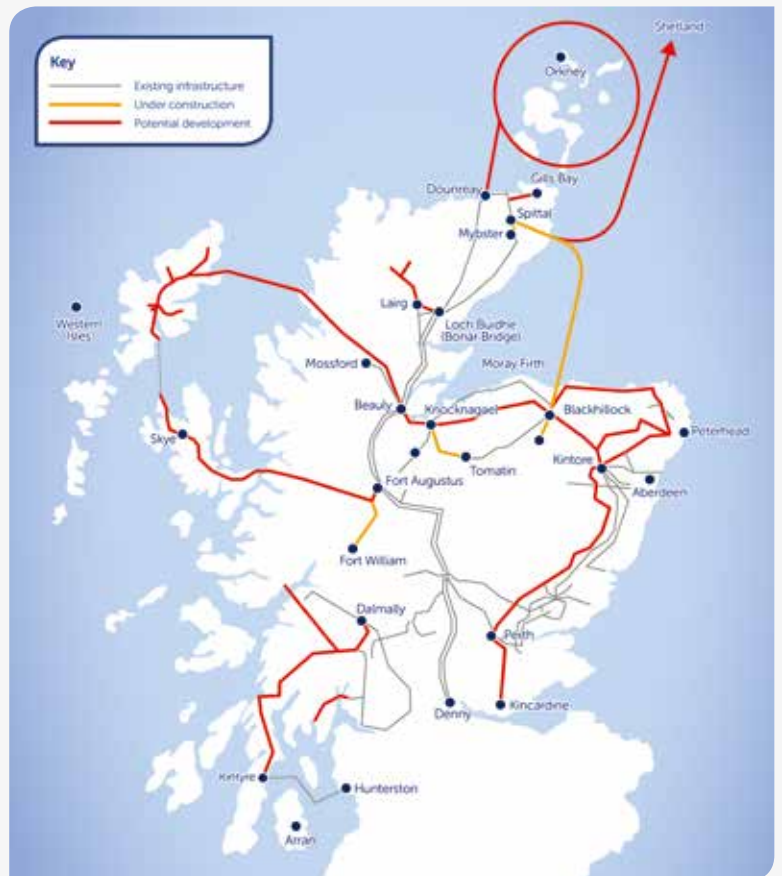 Key
Existing infrastructure
Under construction
Potential development
Shetland
Orkney
Dounreay
Gills Bay
Spittal
Mybster
Western
Isles
Lairg
Loch Buidhe
(Bonar Bridge)
Mossford
Moray Firth
Beauly
Knocknagael
Blackhillock
Peterhead
Skye
Tomatin
Kintore
Fort Augustus
Aberdeen
Fort William
Dalmally
Perth
Denny
Kincardine
Kintyre
Hunterston
Arran